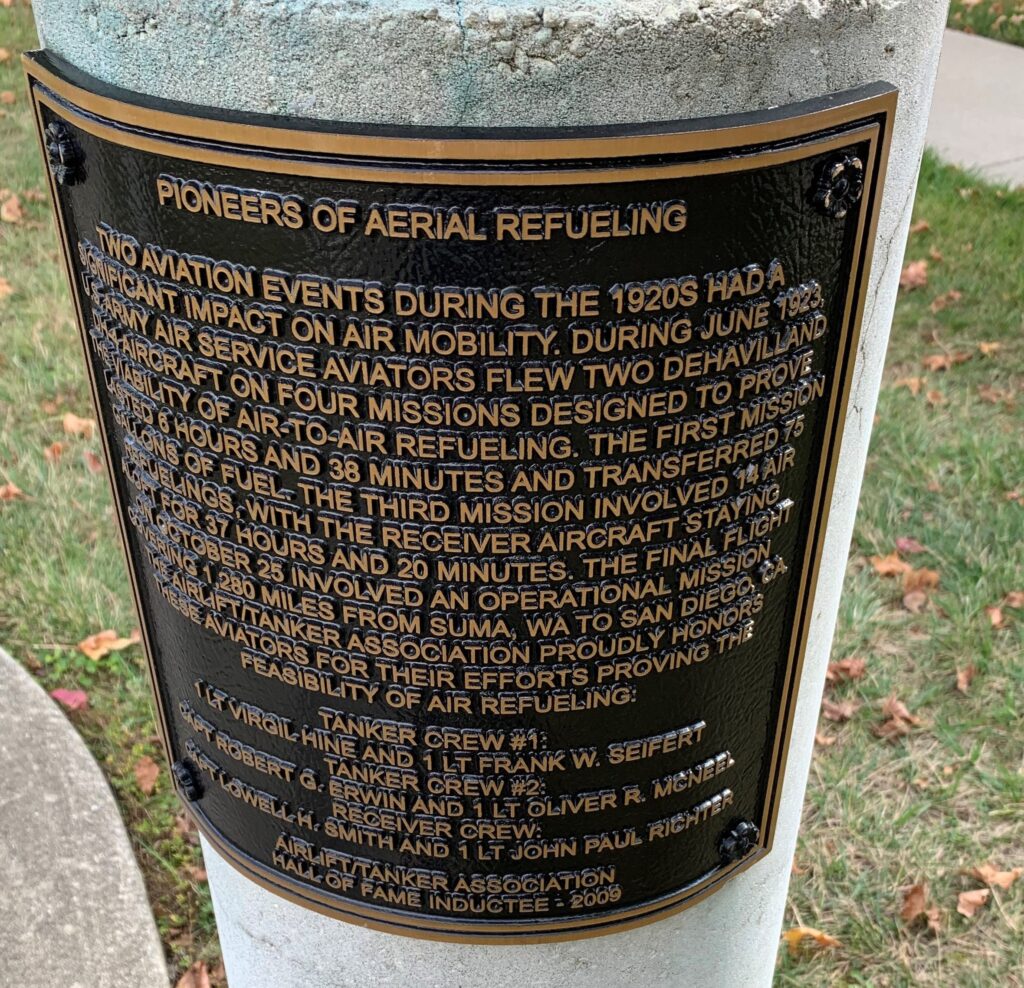 PIONEERS OF AERIAL REFUELING
TWO AVIATION EVENTS DURING THE 1920S HAD A
SIGNIFICANT IMPACT ON AIR MOBILITY. DURING JUNE 1923,
U.S. ARMY AIR SERVICE AVIATORS FLEW TWO DEHAVILLAND
AIRCRAFT ON FOUR MISSIONS DESIGNED TO PROVE
THE VIABILITY OF AIR-TO-AIR REFUELING. THE FIRST MISSION
LASTED 6 HOURS AND 38 MINUTES AND TRANSFERRED 75
GALLONS OF FUEL. THE THIRD MISSION INVOLVED 14 AIR
REFUELINGS, WITH THE RECEIVER AIRCRAFT STAYING
ALOFT FOR 37 HOURS AND 20 MINUTES. THE FINAL FLIGHT
ON OCTOBER 25 INVOLVED AN OPERATIONAL MISSION
COVERING 1,280 MILES FROM SUMA, WA TO SAN DIEGO, CA.
THE AIRLIFT/TANKER ASSOCIATION PROUDLY HONORS
THESE AVIATORS FOR THEIR EFFORTS PROVING THE
FEASIBILITY OF AIR REFUELING:
TANKER CREW #1:
1 LT VIRGIL HINE AND 1 LT FRANK W. SEIFERT
TANKER CREW #2:
CAPT ROBERT G. ERWIN AND 1 LT OLIVER R. MCNEEL
RECEIVER CREW:
CAPT LOWELL H. SMITH AND 1 LT JOHN PAUL RICHTER
AIRLIFT/TANKER ASSOCIATION
HALL OF FAME INDUCTEE - 2009